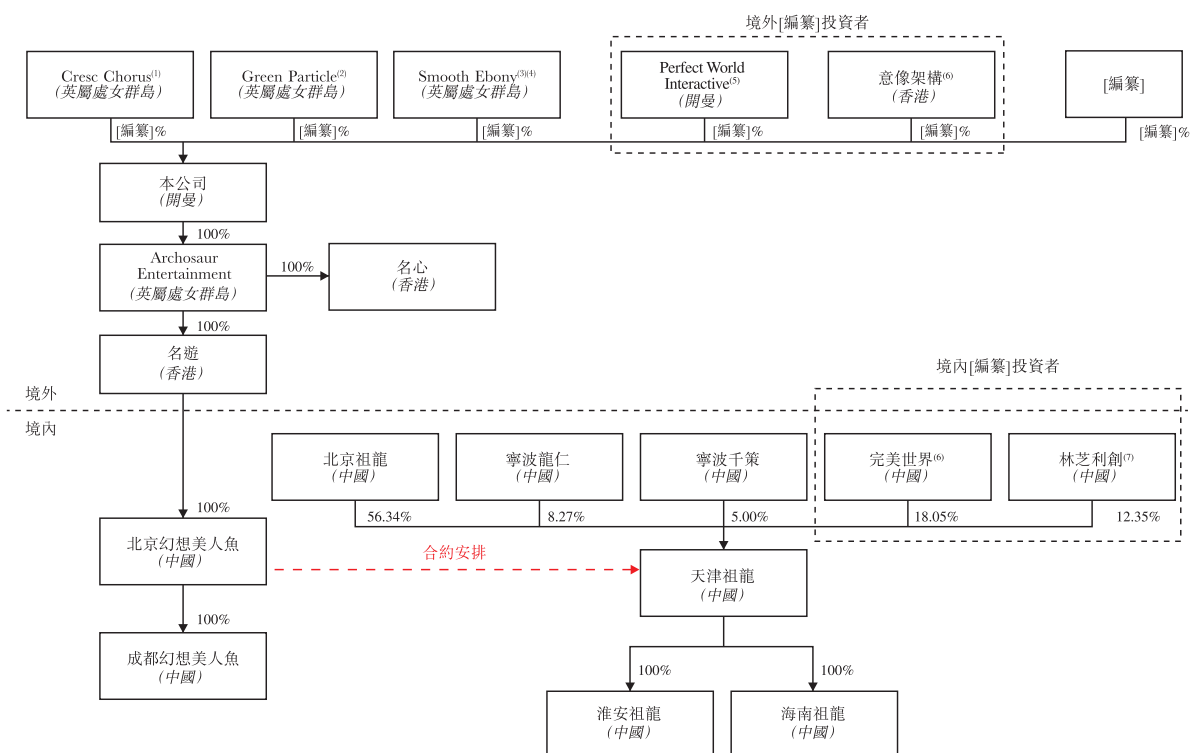 境外[編纂]投資者
Cresc Chorus(1)
(英屬處女群島)
Green Particle(2)
(英屬處女群島)
Smooth Ebony(3)(4)
(英屬處女群島)
Perfect World
Interactive(5)
(開曼)
意像架構(6)
(香港)
[編纂]
[編纂]%
[編纂]%
[編纂]%
[編纂]%
[編纂]%
[編纂]%
本公司
(開曼)
100%
Archosaur
Entertainment
(英屬處女群島)
100%
名心
(香港)
100%
名遊
(香港)
境外
境內
境內[編纂]投資者
北京祖龍
(中國)
寧波龍仁
(中國)
寧波千策
(中國)
完美世界(6)
(中國)
林芝利創(7)
(中國)
100%
56.34%
8.27%
5.00%
18.05%
12.35%
北京幻想美人魚
(中國)
合約安排
天津祖龍
(中國)
100%
成都幻想美人魚
(中國)
100%
100%
淮安祖龍
(中國)
海南祖龍
(中國)